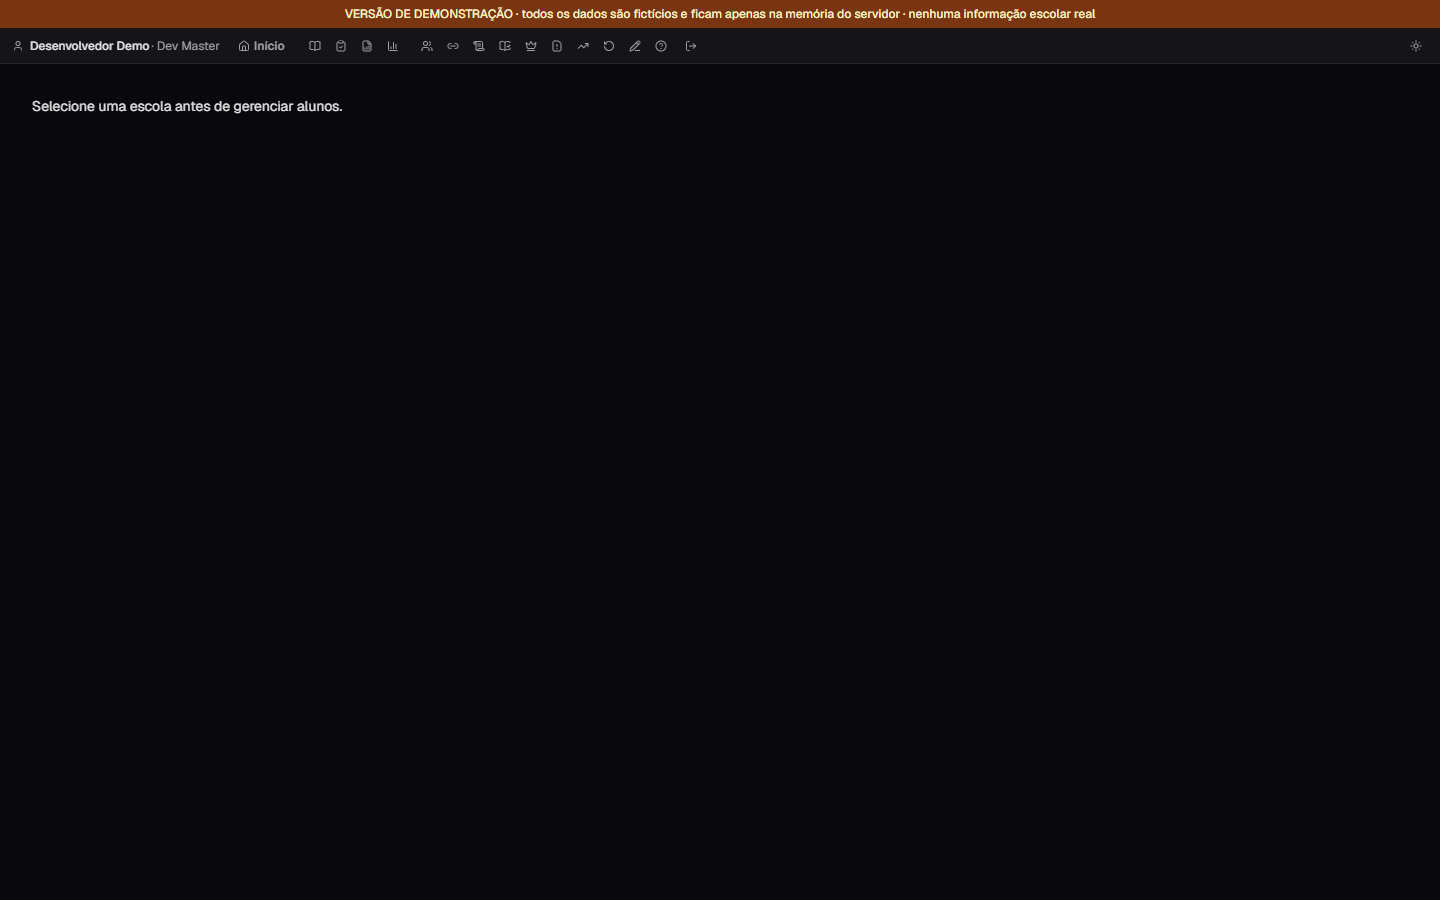 VERSÃO DE DEMONSTRAÇÃO · todos os dados são fictícios e ficam apenas na memória do servidor · nenhuma informação escolar real
Desenvolvedor Demo · Dev Master Início
Selecione uma escola antes de gerenciar alunos.